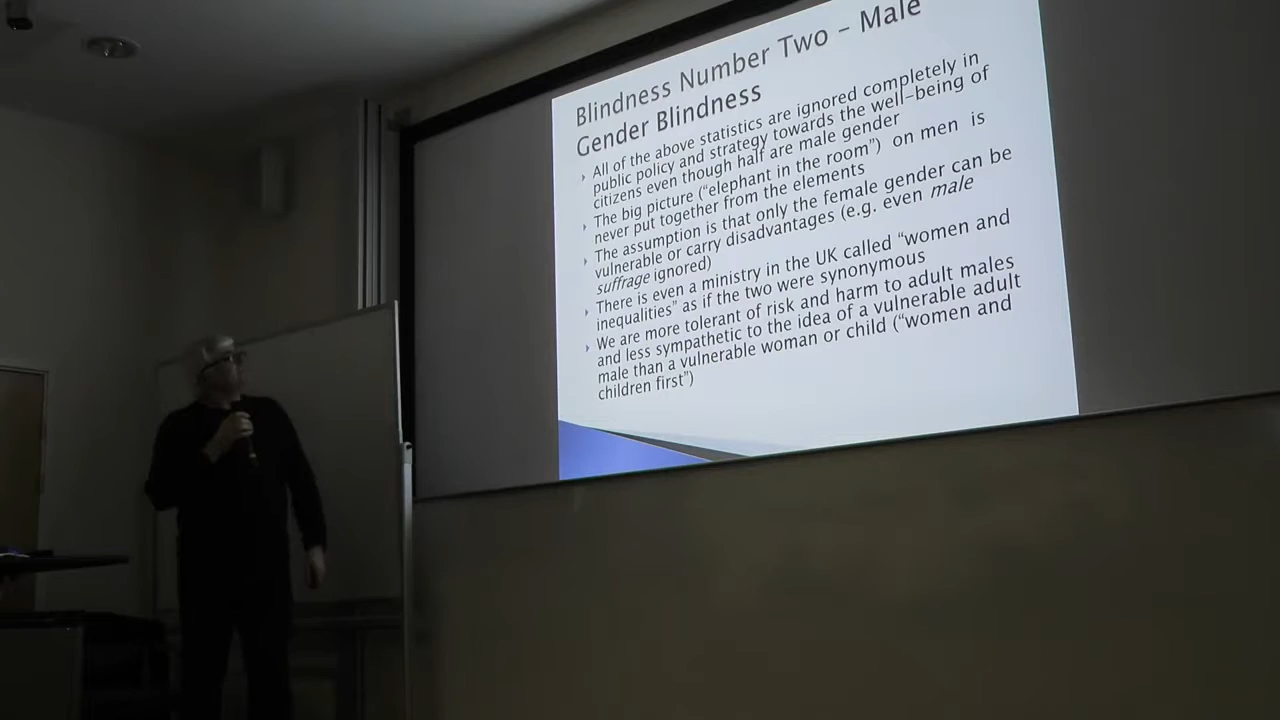 Blindness Number Two – Male
Gender Blindness
All of the above statistics are ignored completely in
public policy and strategy towards the well-being of
citizens even though half are male gender
The big picture (“elephant in the room”) on men is
never put together from the elements
The assumption is that only the female gender can be
vulnerable or carry disadvantages (e.g. even male
suffrage ignored)
There is even a ministry in the UK called “women and
inequalities” as if the two were synonymous
We are more tolerant of risk and harm to adult males
and less sympathetic to the idea of a vulnerable adult
male than a vulnerable woman or child (“women and
children first”)